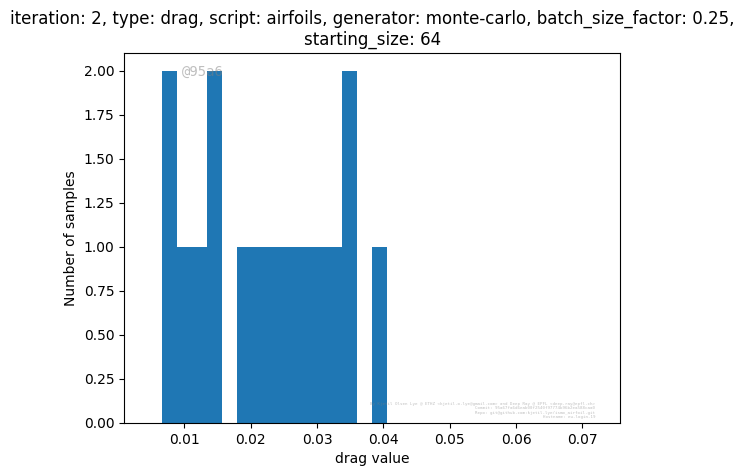 iteration: 2, type: drag, script: airfoils, generator: monte-carlo, batch_size_factor: 0.25,
starting_size: 64
@95a6
2.00
1.75
1.50
1.25
1.00
0.75
0.50
0.25
0.00
Number of samples
0.01 0.02 0.03 0.04 0.05 0.06 0.07
drag value